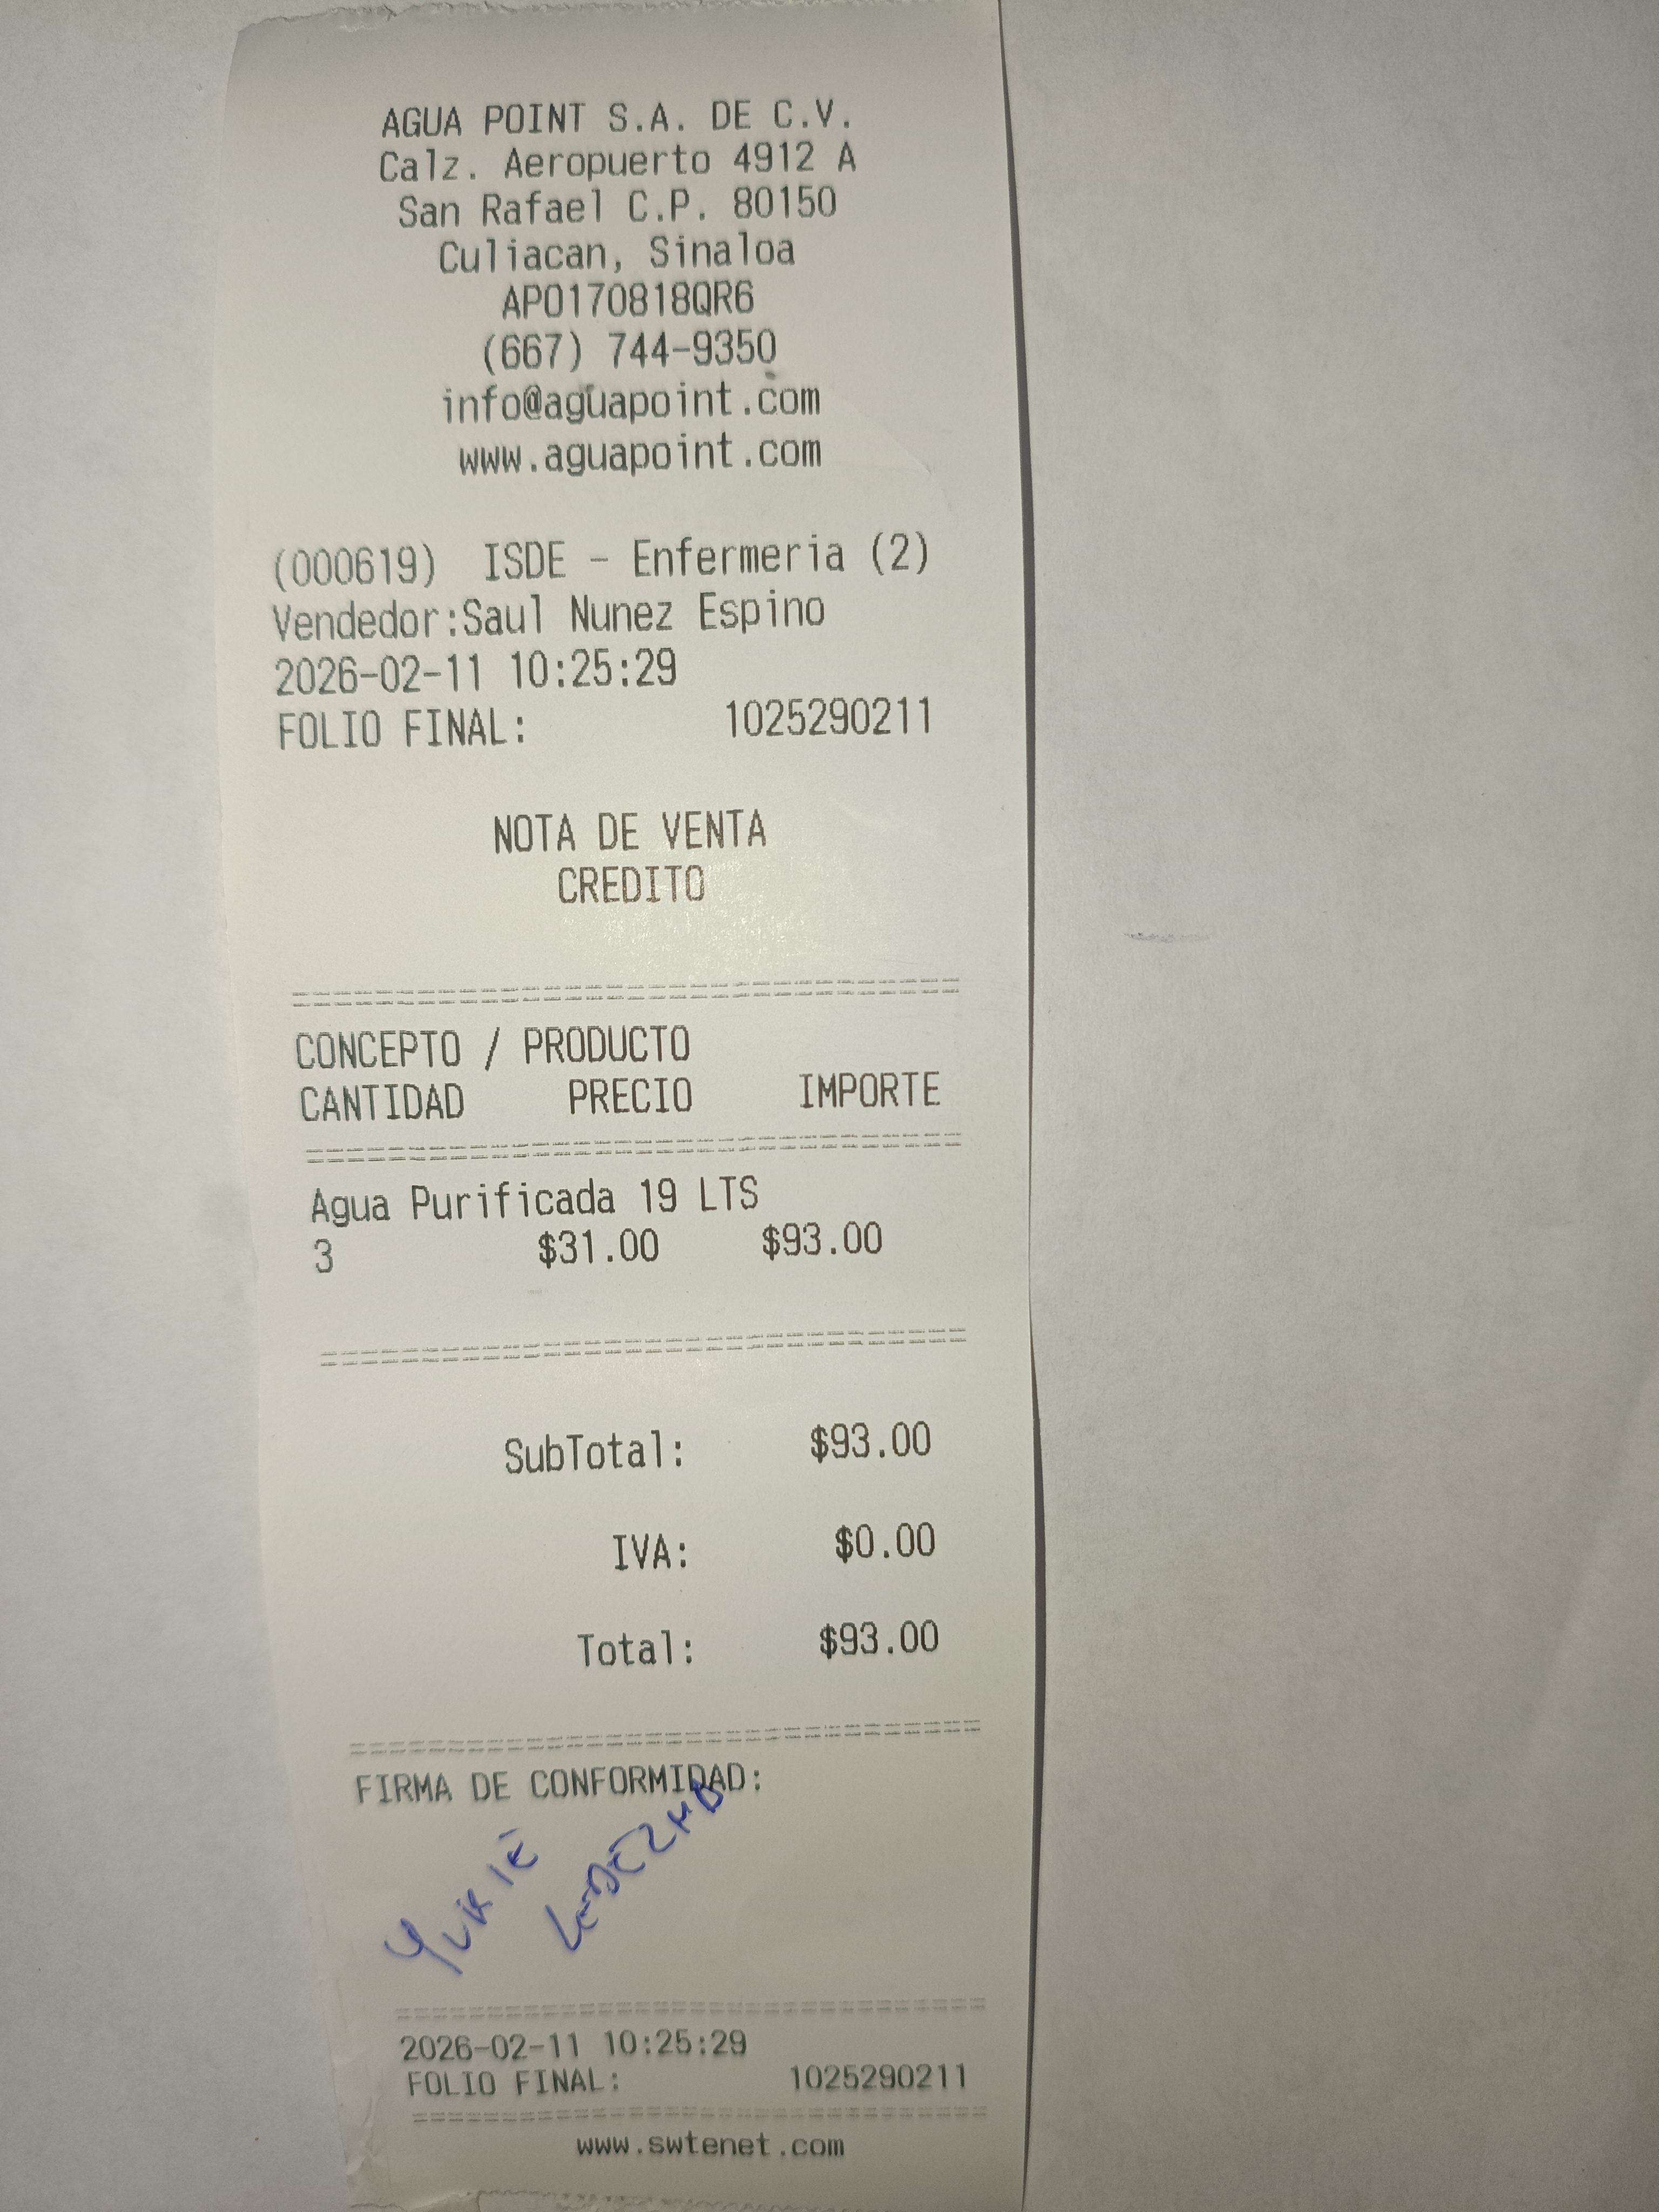 AGUA POINT S.A. DE C.V.
Calz. Aeropuerto 4912 A
San Rafael C.P. 80150
Culiacan, Sinaloa
APO170818QR6
(667) 744-9350
info@aguapoint.com
www.aguapoint.com
(000619) ISDE - Enfermeria (2)
Vendedor:Saul Nunez Espino
2026-02-11 10:25:29
FOLIO FINAL: 1025290211
NOTA DE VENTA
CREDITO
CONCEPTO / PRODUCTO
CANTIDAD PRECIO IMPORTE
Agua Purificada 19 LTS
3 $31.00 $93.00
SubTotal: $93.00
IVA: $0.00
Total: $93.00
FIRMA DE CONFORMIDAD:
2026-02-11 10:25:29
FOLIO FINAL: 1025290211
www.swtenet.com